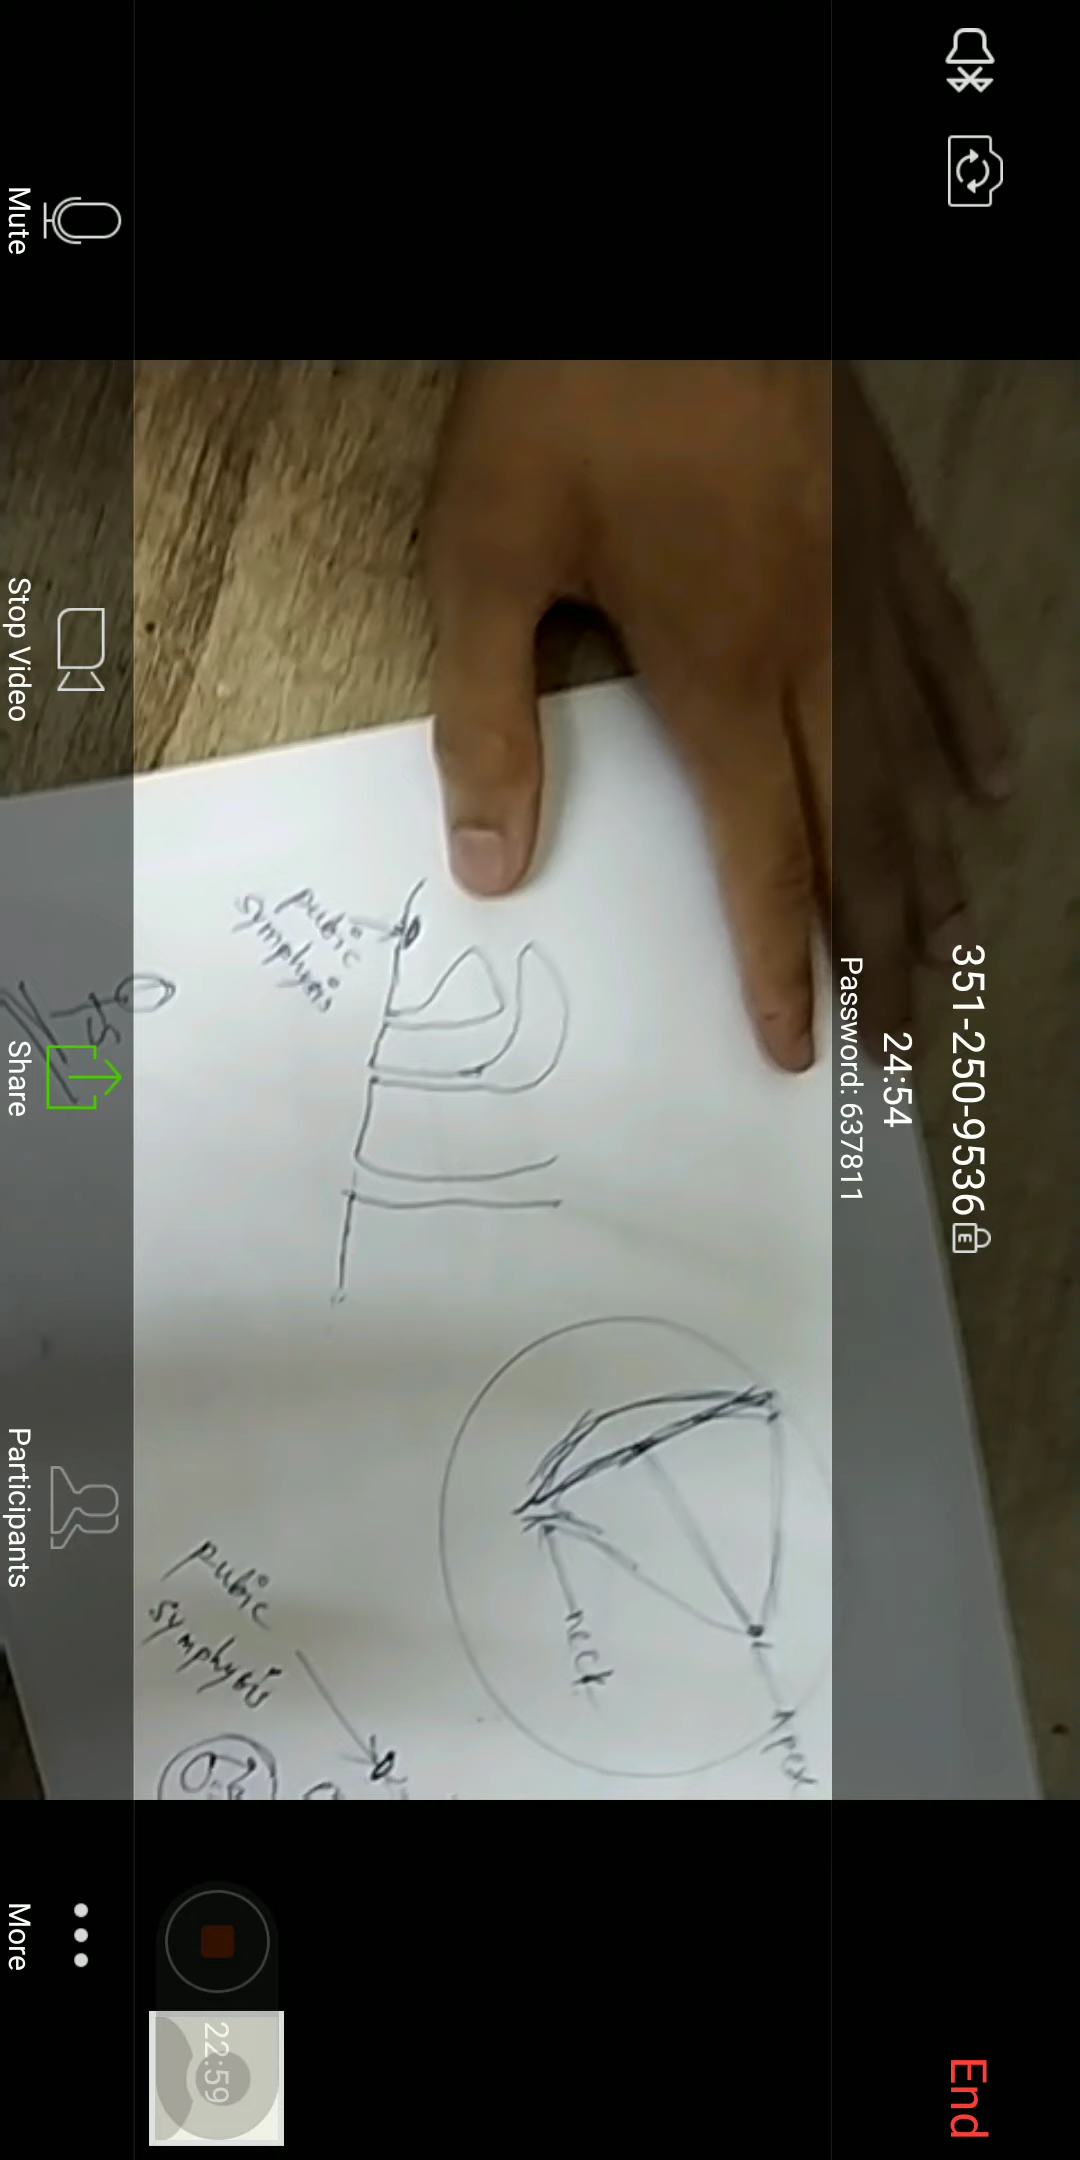 351-250-9536
24:54
Password: 637811
End
apex
neck
pubic
symphysis
pubic
symphysis
22:59
Mute
Stop Video
Share
Participants
More